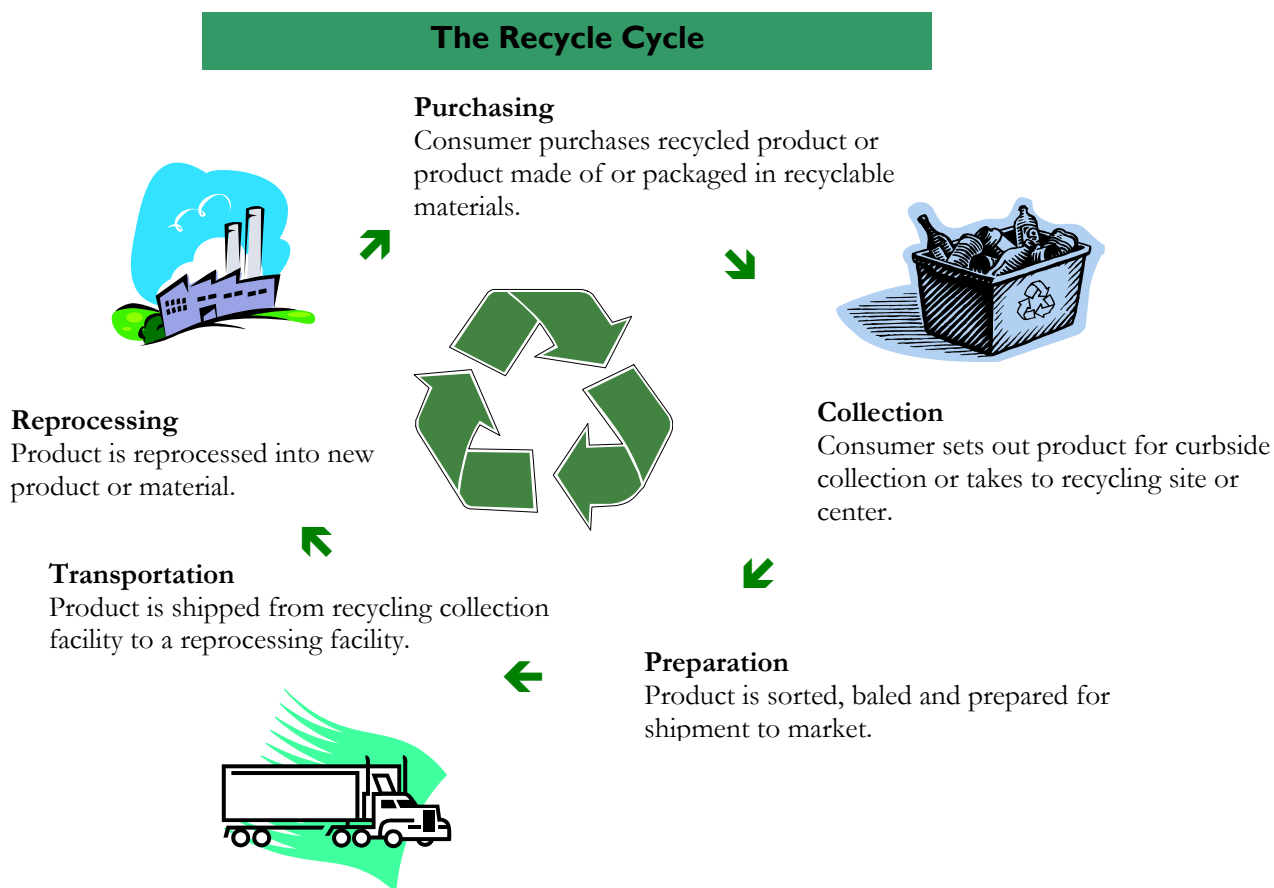 The Recycle Cycle
Purchasing
Consumer purchases recycled product or
product made of or packaged in recyclable
materials.
Collection
Consumer sets out product for curbside
collection or takes to recycling site or
center.
Preparation
Product is sorted, baled and prepared for
shipment to market.
Transportation
Product is shipped from recycling collection
facility to a reprocessing facility.
Reprocessing
Product is reprocessed into new
product or material.